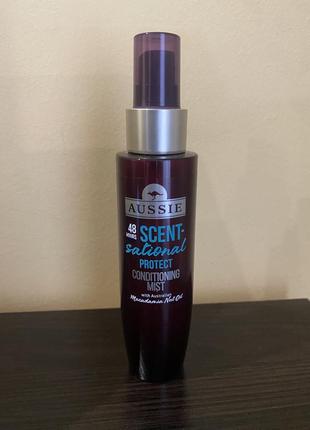 AUSSIE
48
HOURS
SCENT-
sational
PROTECT
CONDITIONING
MIST
with Australian
Macadamia Nut Oil